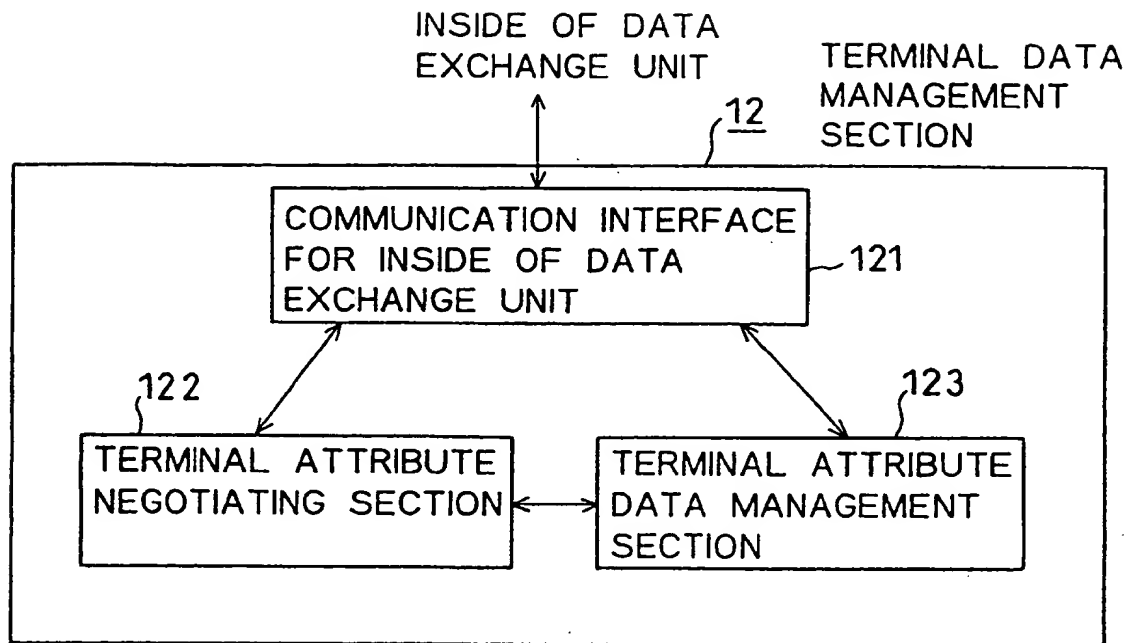 INSIDE OF DATA
EXCHANGE UNIT
TERMINAL DATA
MANAGEMENT
SECTION
12
COMMUNICATION INTERFACE
FOR INSIDE OF DATA
EXCHANGE UNIT
121
122
TERMINAL ATTRIBUTE
NEGOTIATING SECTION
123
TERMINAL ATTRIBUTE
DATA MANAGEMENT
SECTION